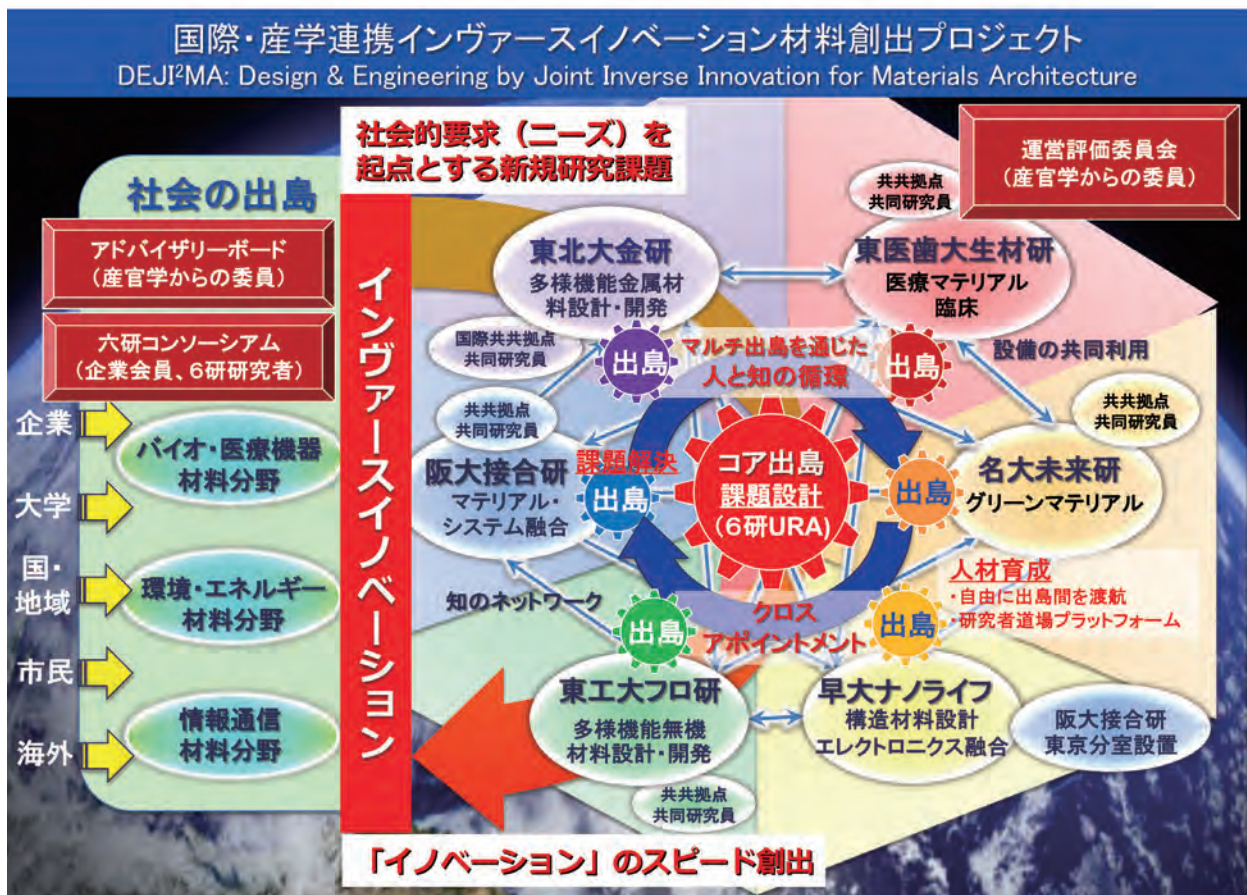 国際・産学連携インヴァースイノベーション材料創出プロジェクト
DEJI²MA: Design & Engineering by Joint Inverse Innovation for Materials Architecture
社会的要求（ニーズ）を
起点とする新規研究課題
運営評価委員会
（産官学からの委員）
社会の出島
アドバイザリーボード
（産官学からの委員）
六研コンソーシアム
（企業会員、6研研究者）
企業
大学
国・
地域
市民
海外
バイオ・医療機器
材料分野
環境・エネルギー
材料分野
情報通信
材料分野
インヴァースイノベーション
東北大金研
多様機能金属材
料設計・開発
国際共共拠点
共同研究員
出島
共共拠点
共同研究員
東医歯大生材研
医療マテリアル
臨床
出島
マルチ出島を通じた
人と知の循環
設備の共同利用
共共拠点
共同研究員
阪大接合研
マテリアル・
システム融合
課題解決
出島
コア出島
課題設計
（6研URA）
出島
共共拠点
共同研究員
名大未来研
グリーンマテリアル
人材育成
・自由に出島間を渡航
・研究者道場プラットフォーム
知のネットワーク
出島
クロス
アポイントメント
出島
東工大フロ研
多様機能無機
材料設計・開発
共共拠点
共同研究員
早大ナノライフ
構造材料設計
エレクトロニクス融合
阪大接合研
東京分室設置
「イノベーション」のスピード創出